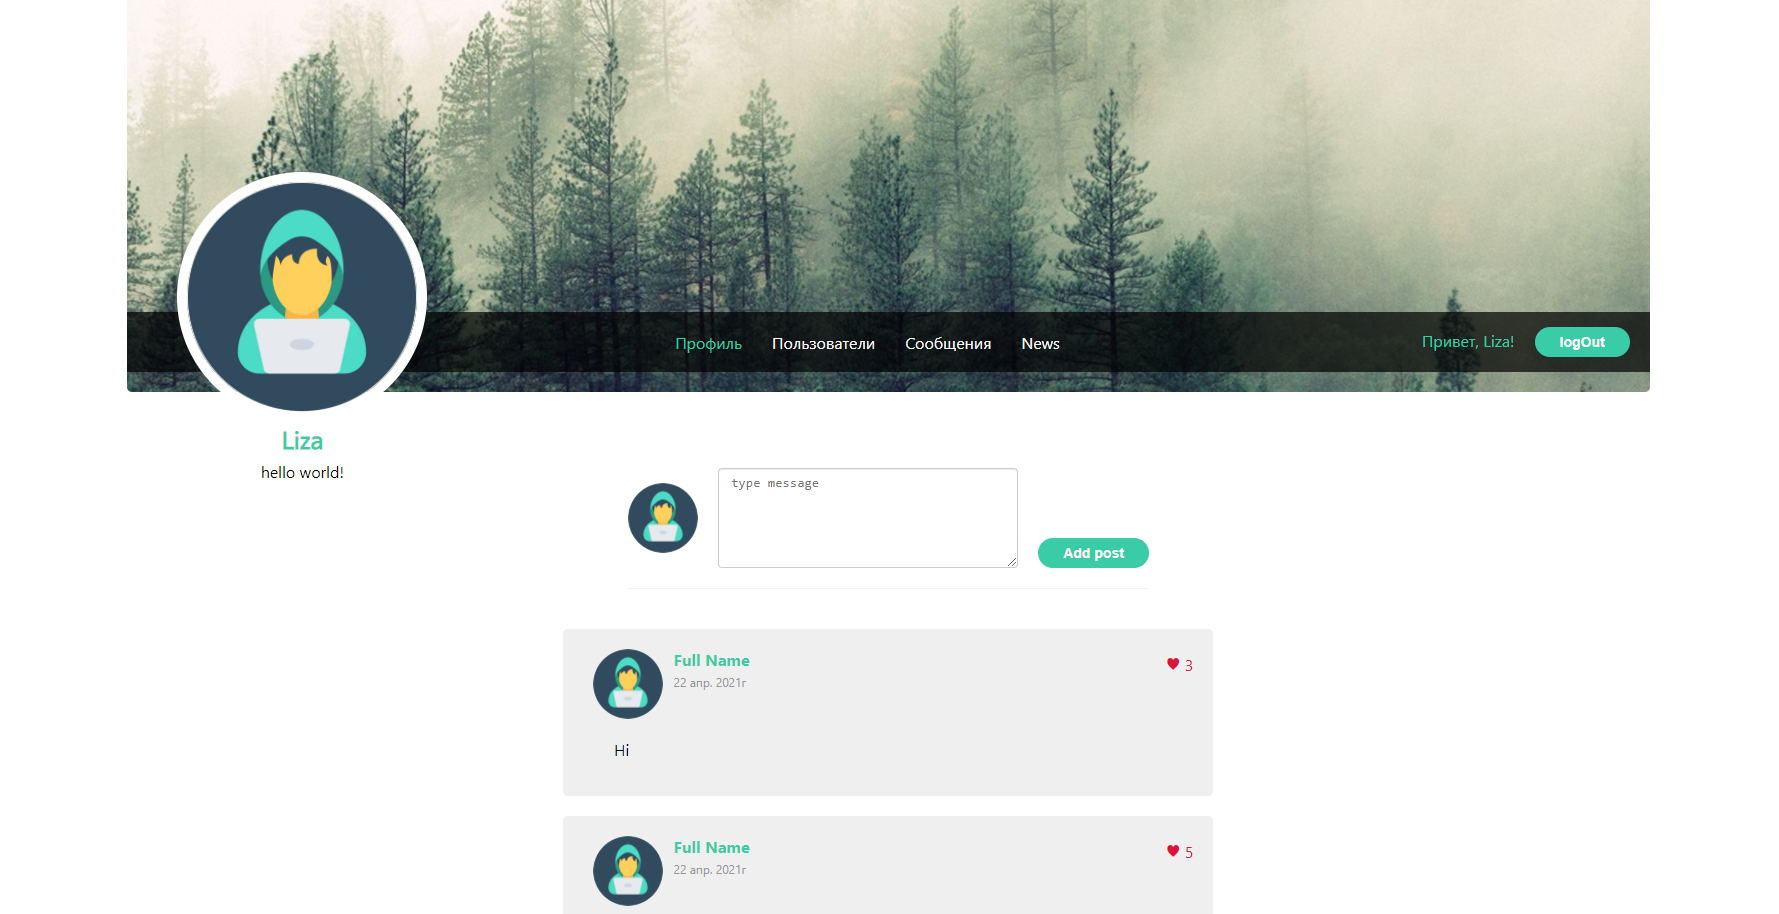 Профиль Пользователи Сообщения News Привет, Liza! logOut
Liza
hello world!
type message
Add post
Full Name
22 апр. 2021г
3
Hi
Full Name
22 апр. 2021г
5